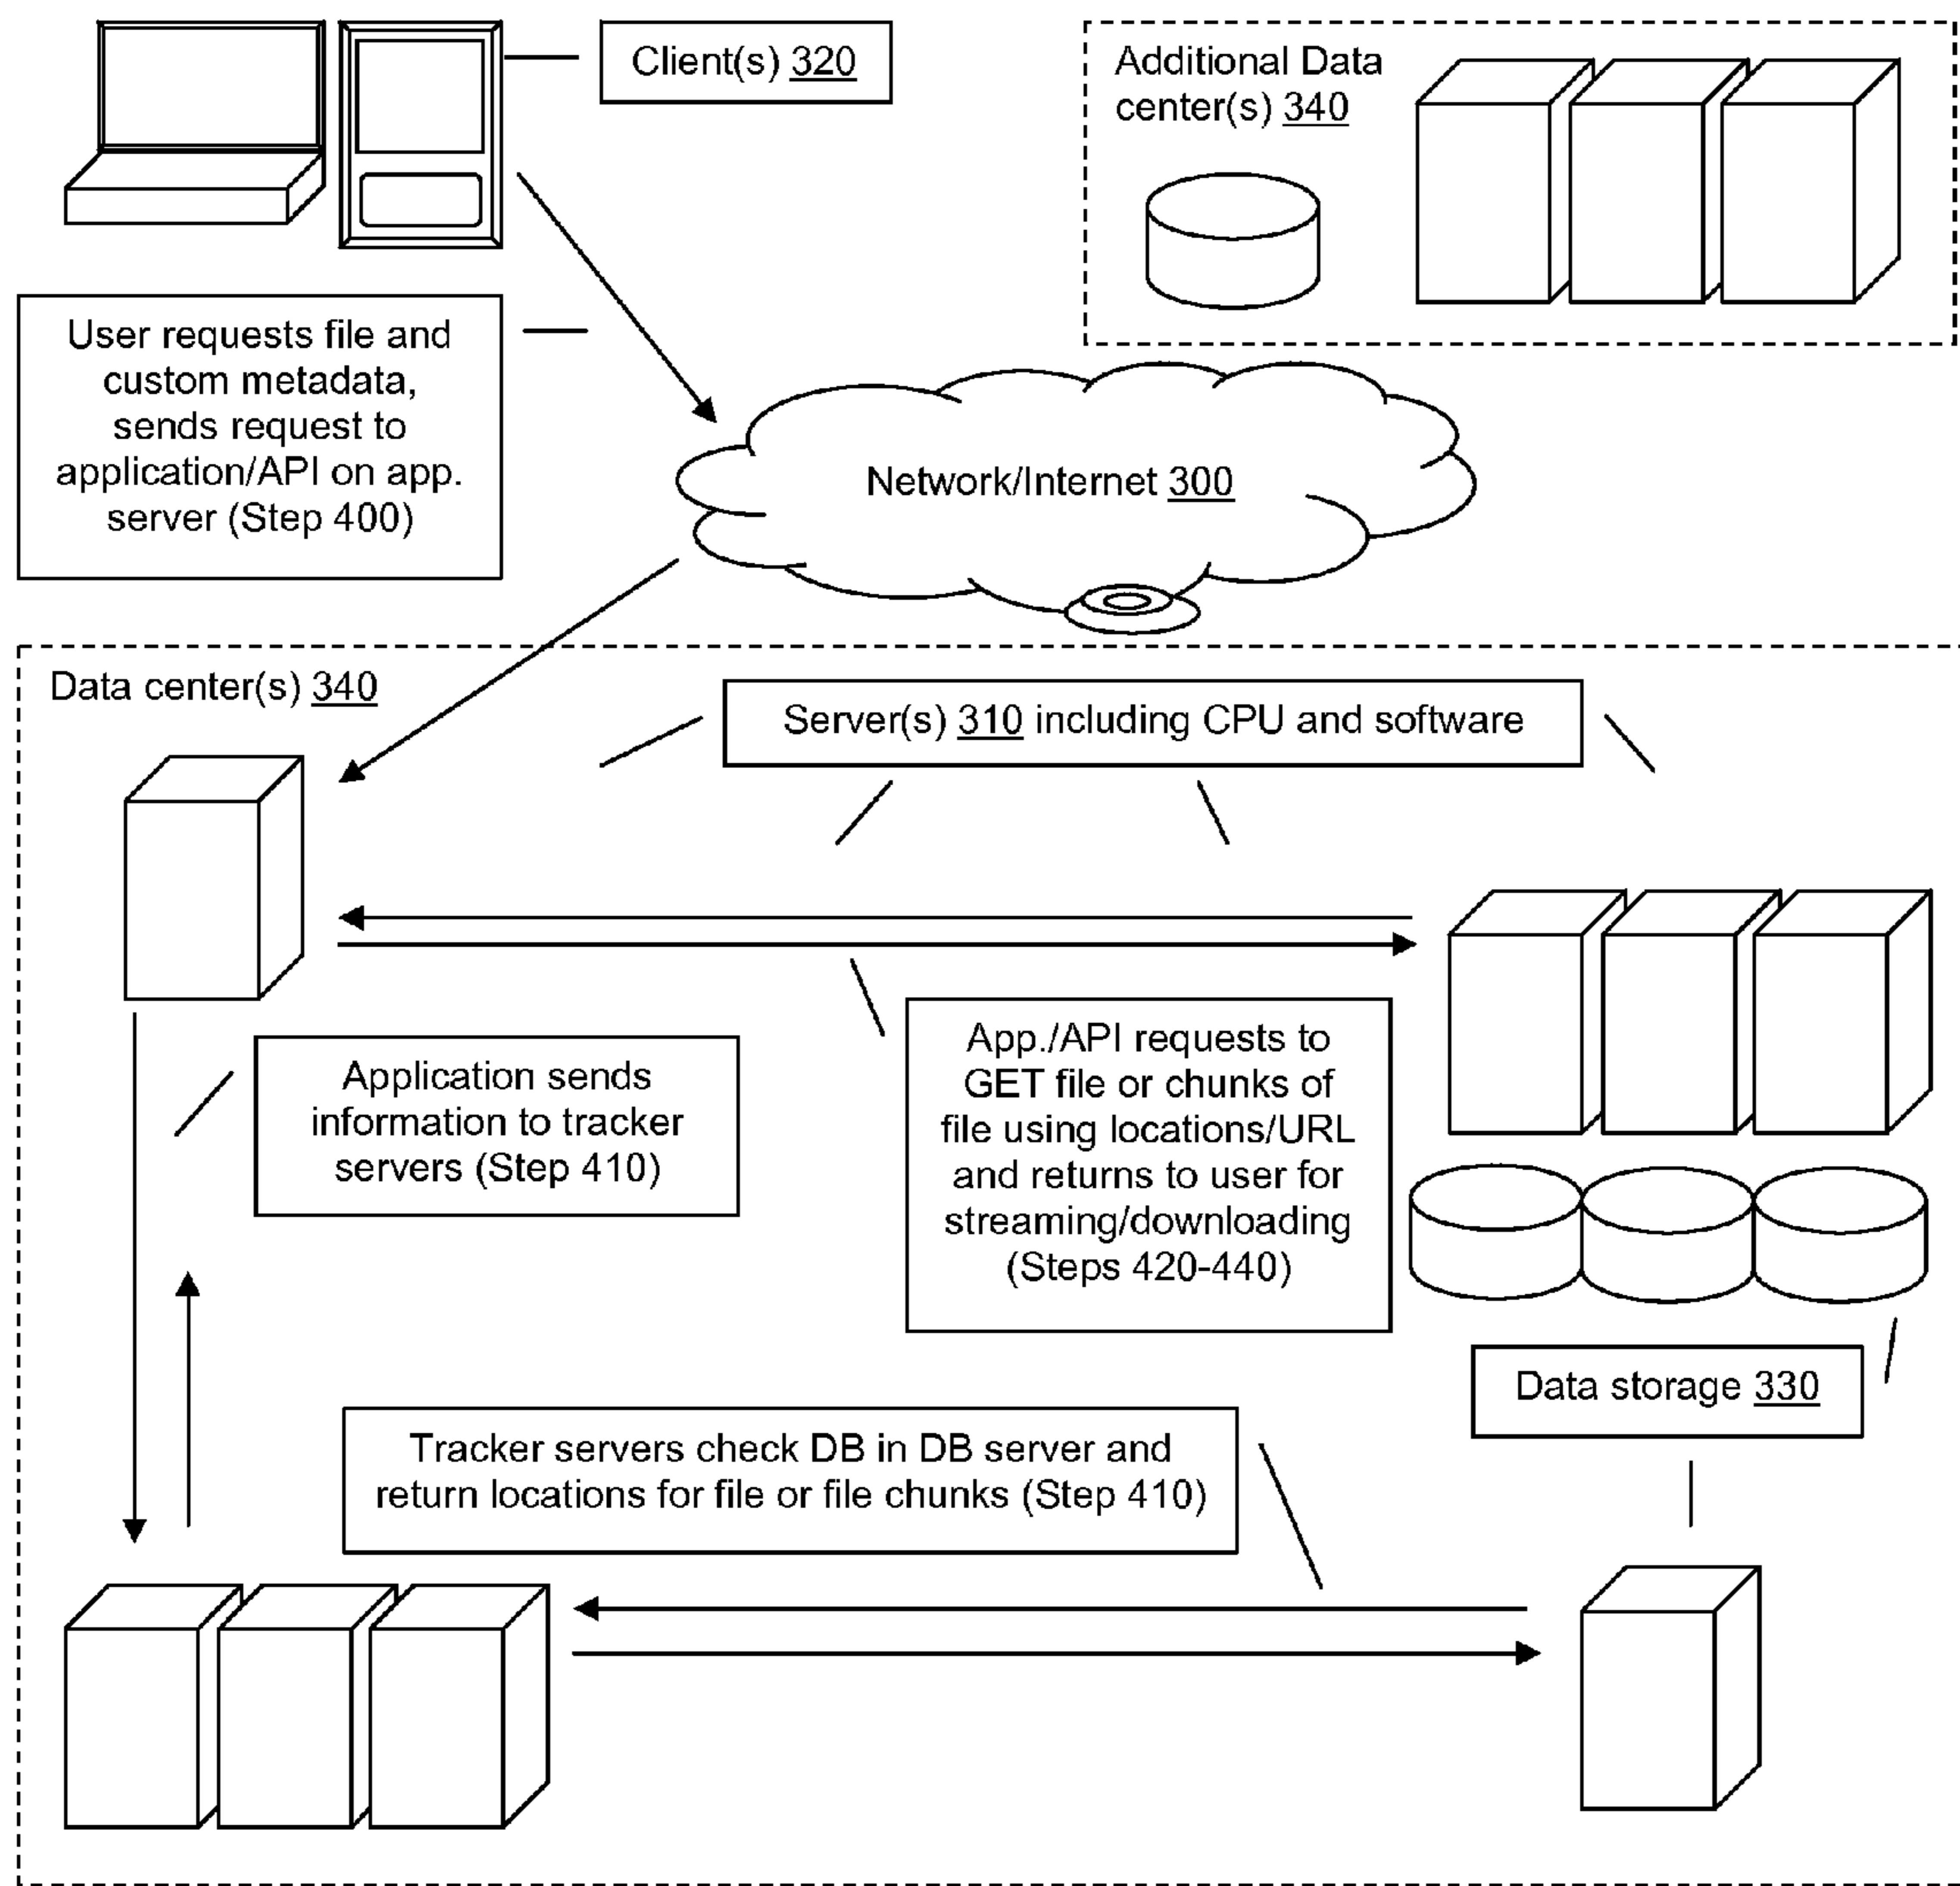 Client(s) 320
Additional Data
center(s) 340
User requests file and
custom metadata,
sends request to
application/API on app.
server (Step 400)
Network/Internet 300
Data center(s) 340
Server(s) 310 including CPU and software
Application sends
information to tracker
servers (Step 410)
App./API requests to
GET file or chunks of
file using locations/URL
and returns to user for
streaming/downloading
(Steps 420-440)
Data storage 330
Tracker servers check DB in DB server and
return locations for file or file chunks (Step 410)